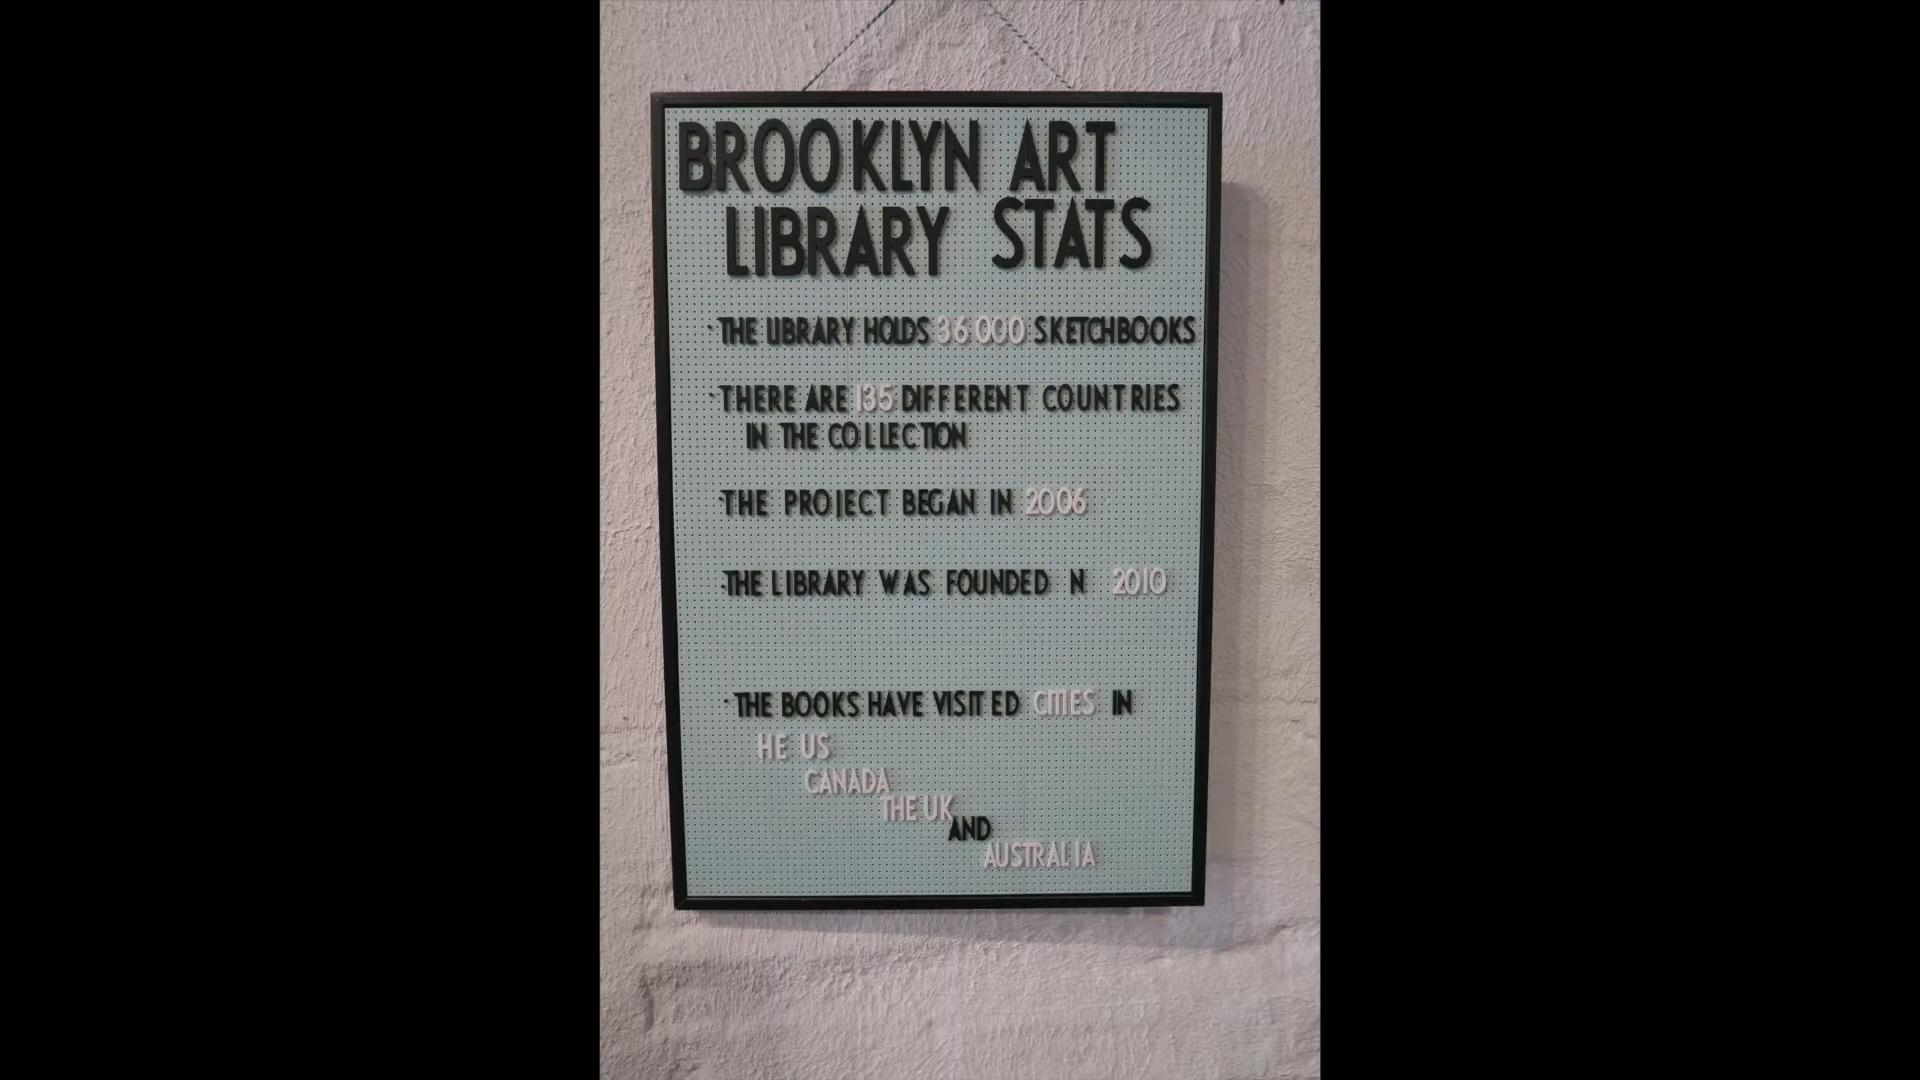 BROOKLYN ART
LIBRARY STATS
· THE LIBRARY HOLDS 36 000 SKETCHBOOKS
· THERE ARE 135 DIFFERENT COUNTRIES
IN THE COLLECTION
· THE PROJECT BEGAN IN 2006
· THE LIBRARY WAS FOUNDED N 2010
· THE BOOKS HAVE VISITED CITIES IN
HE US
CANADA
THE UK
AND
AUSTRALIA